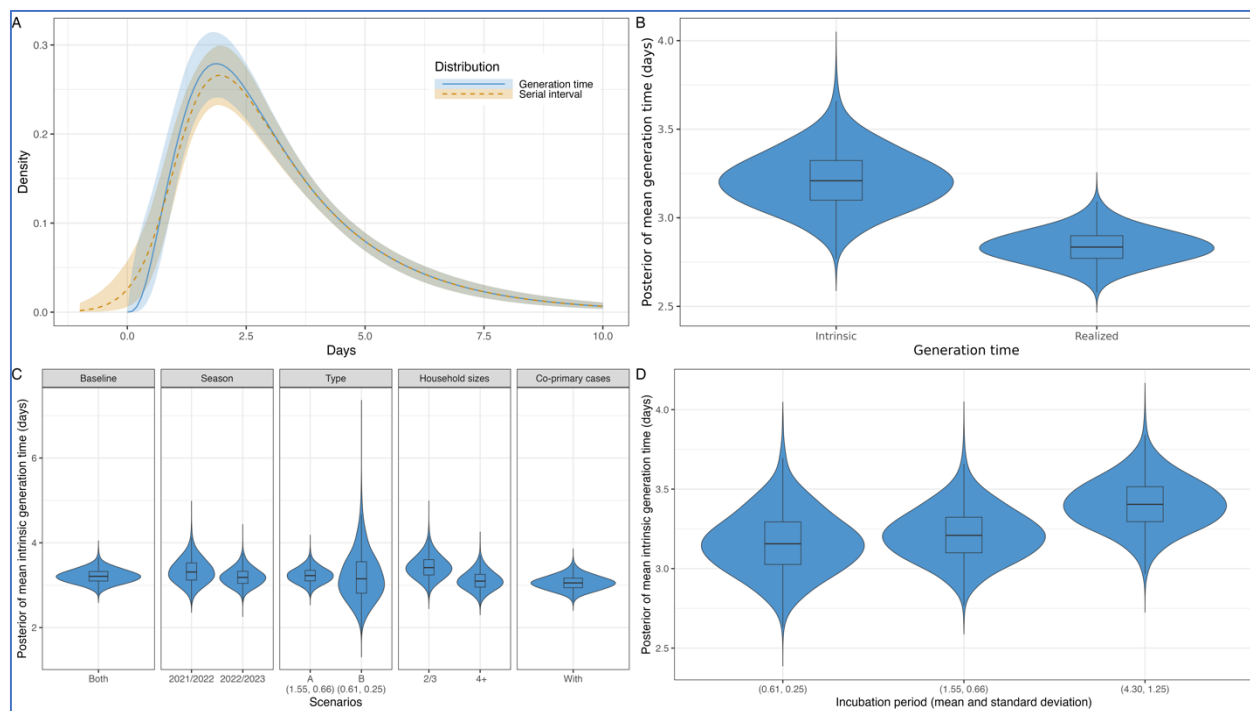 A
Density
0.3
0.2
0.1
0.0
0.0
2.5
5.0
7.5
10.0
Days
Distribution
Generation time
Serial interval
B
Posterior of mean generation time (days)
4.0
3.5
3.0
2.5
Intrinsic
Realized
Generation time
C
Posterior of mean intrinsic generation time (days)
Baseline
Season
Type
Household sizes
Co-primary cases
6
4
2
Both
2021/2022
2022/2023
A
B
2/3
4+
With
(1.55, 0.66) (0.61, 0.25)
Scenarios
D
Posterior of mean intrinsic generation time (days)
4.0
3.5
3.0
2.5
(0.61, 0.25)
(1.55, 0.66)
(4.30, 1.25)
Incubation period (mean and standard deviation)